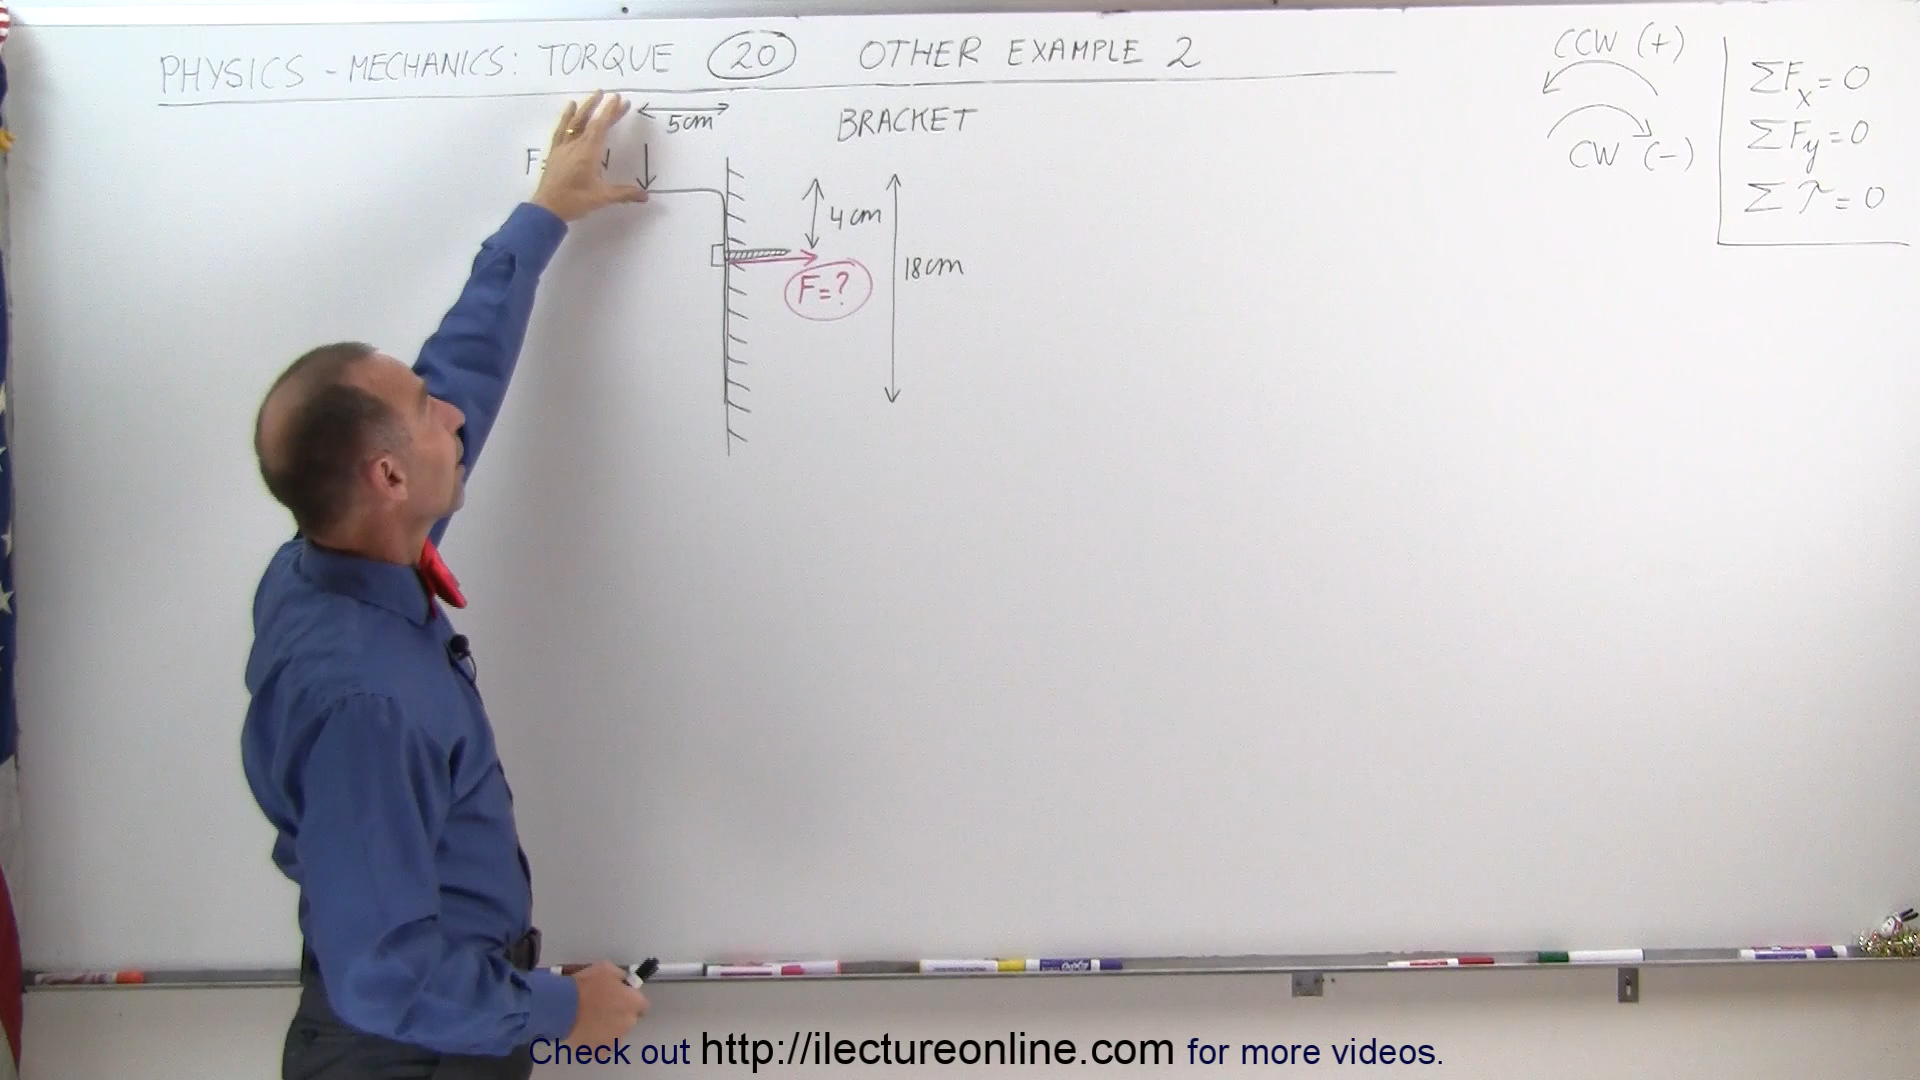 PHYSICS - MECHANICS: TORQUE 20 OTHER EXAMPLE 2
5cm
BRACKET
F=
4cm
18cm
F=?
CCW (+)
CW (-)
ΣFx=0
ΣFy=0
Στ=0
Check out http://ilectureonline.com for more videos.